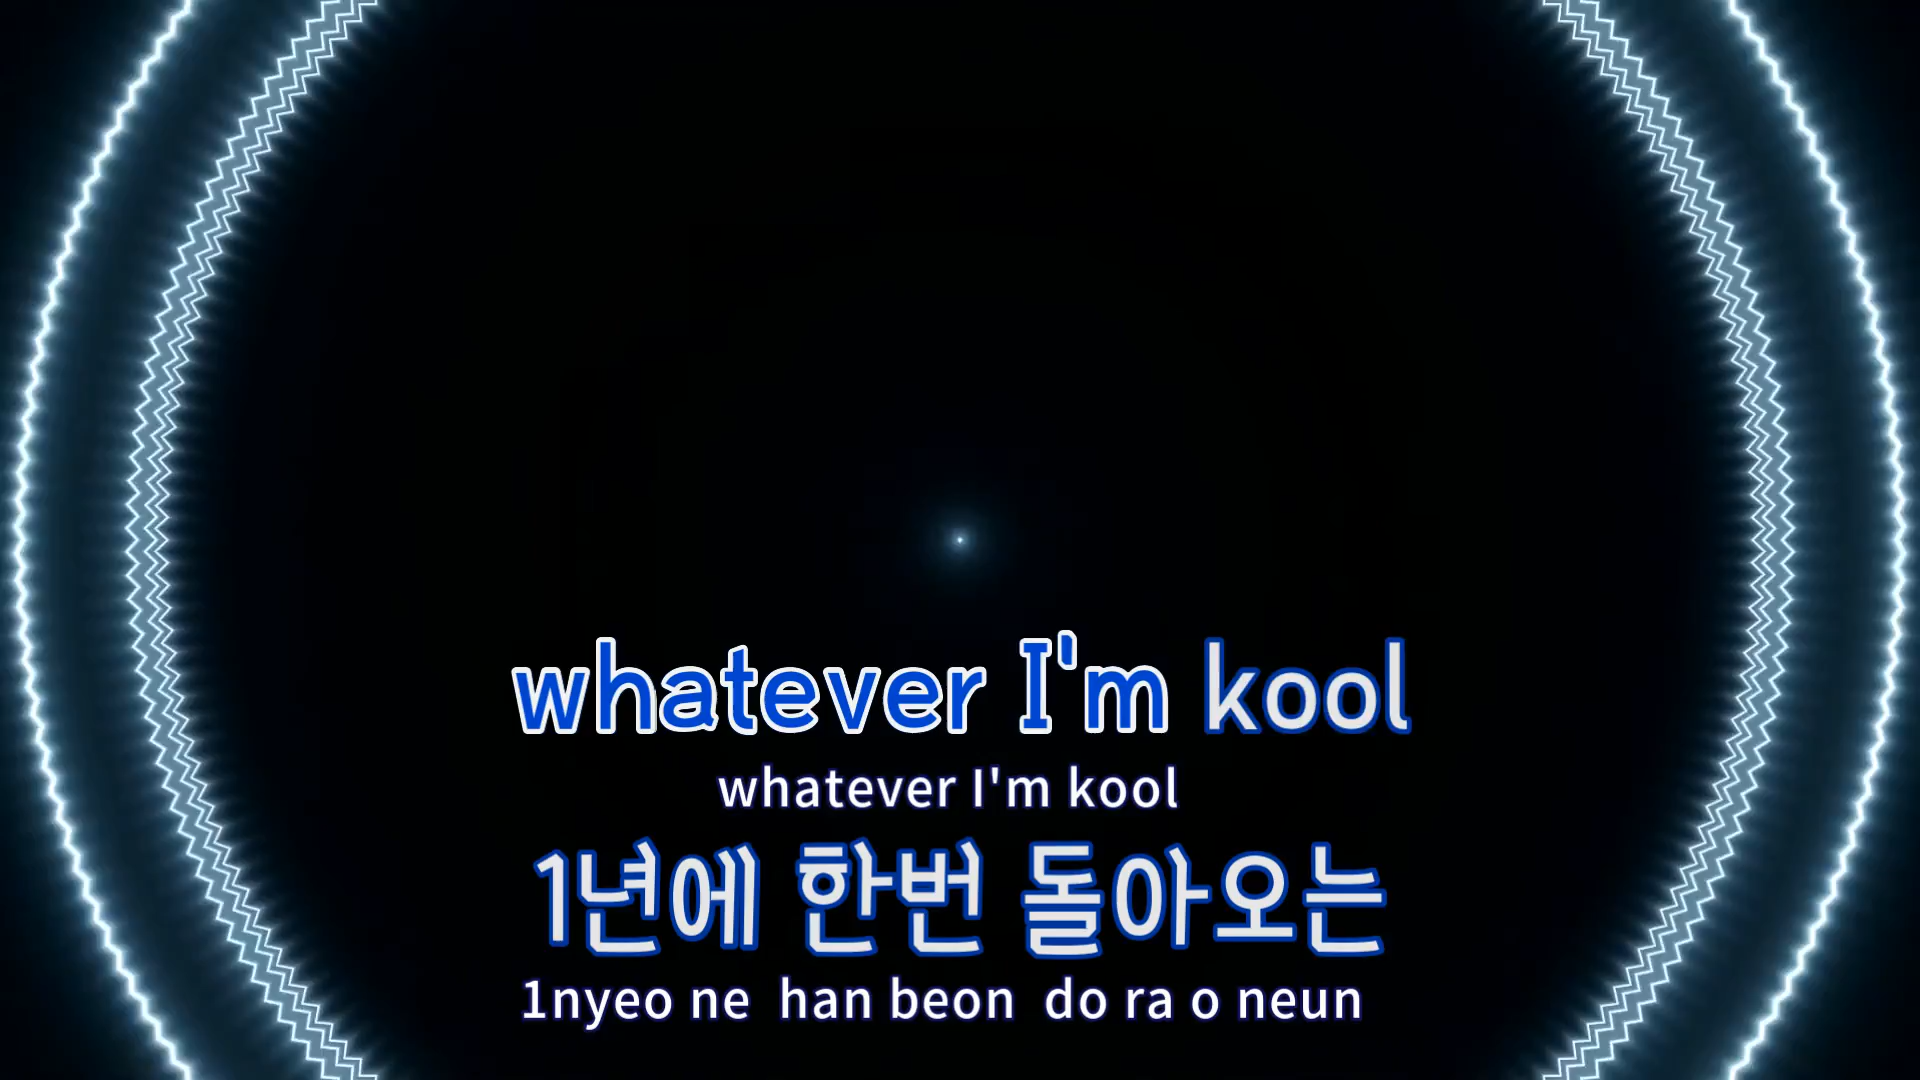 whatever I'm kool
whatever I'm kool
1년에 한번 돌아오는
1nyeo ne han beon do ra o neun